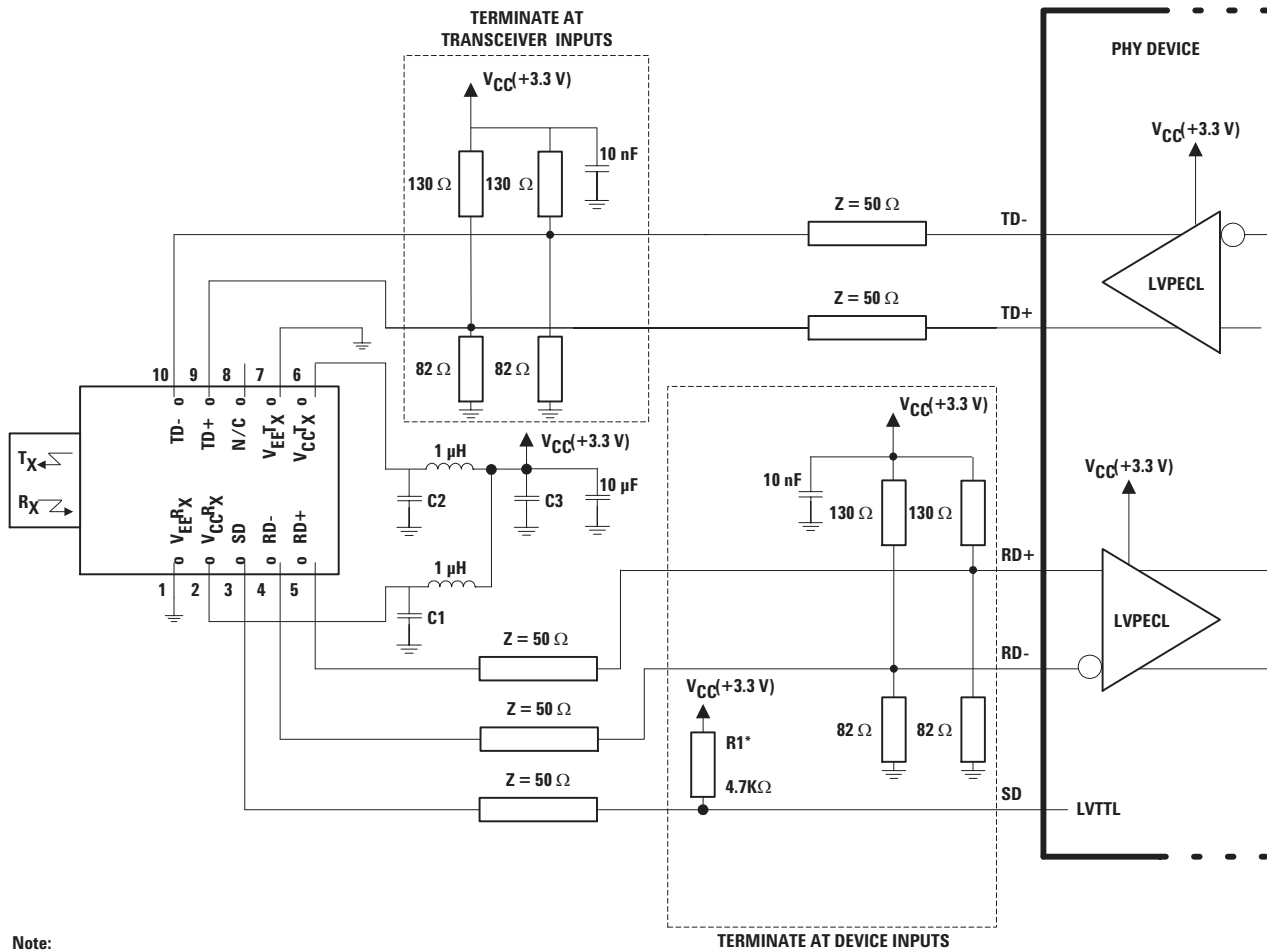 TERMINATE AT
TRANSCEIVER INPUTS
PHY DEVICE
VCC(+3.3 V)
VCC(+3.3 V)
10 nF
130 Ω
130 Ω
Z = 50 Ω
TD-
LVPECL
Z = 50 Ω
TD+
82 Ω
82 Ω
10
9
8
7
6
TD-
TD+
N/C
VEETX
VCCTX
TX
RX
VEERX
VCCRX
SD
RD-
RD+
1
2
3
4
5
1 µH
VCC(+3.3 V)
C2
C3
10 µF
1 µH
C1
VCC(+3.3 V)
10 nF
130 Ω
130 Ω
VCC(+3.3 V)
RD+
LVPECL
Z = 50 Ω
RD-
VCC(+3.3 V)
Z = 50 Ω
R1*
82 Ω
82 Ω
4.7KΩ
Z = 50 Ω
SD
LVTTL
Note:
TERMINATE AT DEVICE INPUTS